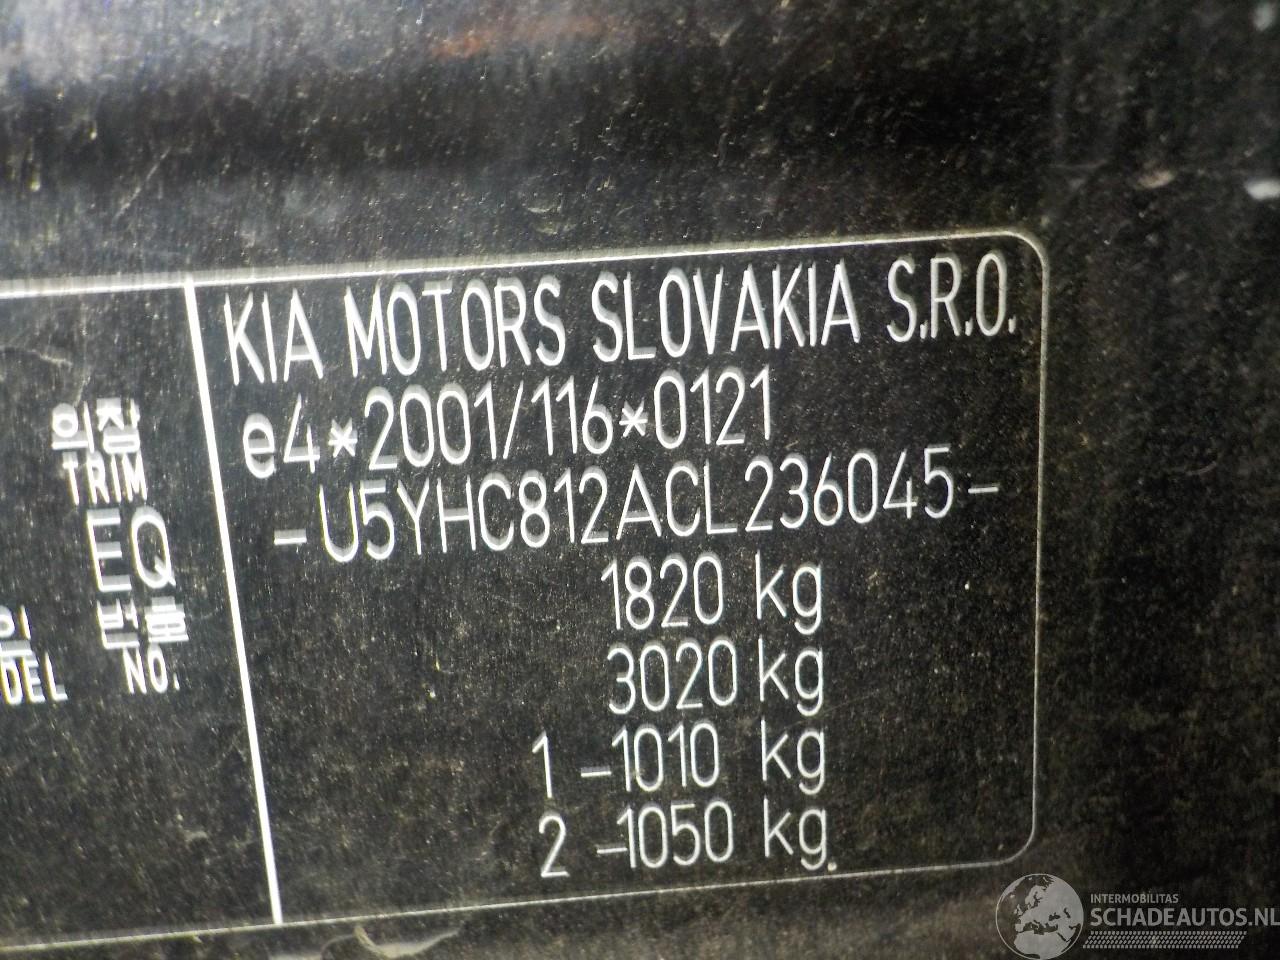 KIA MOTORS SLOVAKIA S.R.O.
e4*2001/116*0121
-U5YHC812ACL236045-
1820 kg
3020 kg
1 -1010 kg
2 -1050 kg
TRIM
EQ
DEL NO.
INTERMOBILITAS
SCHADEAUTOS.NL